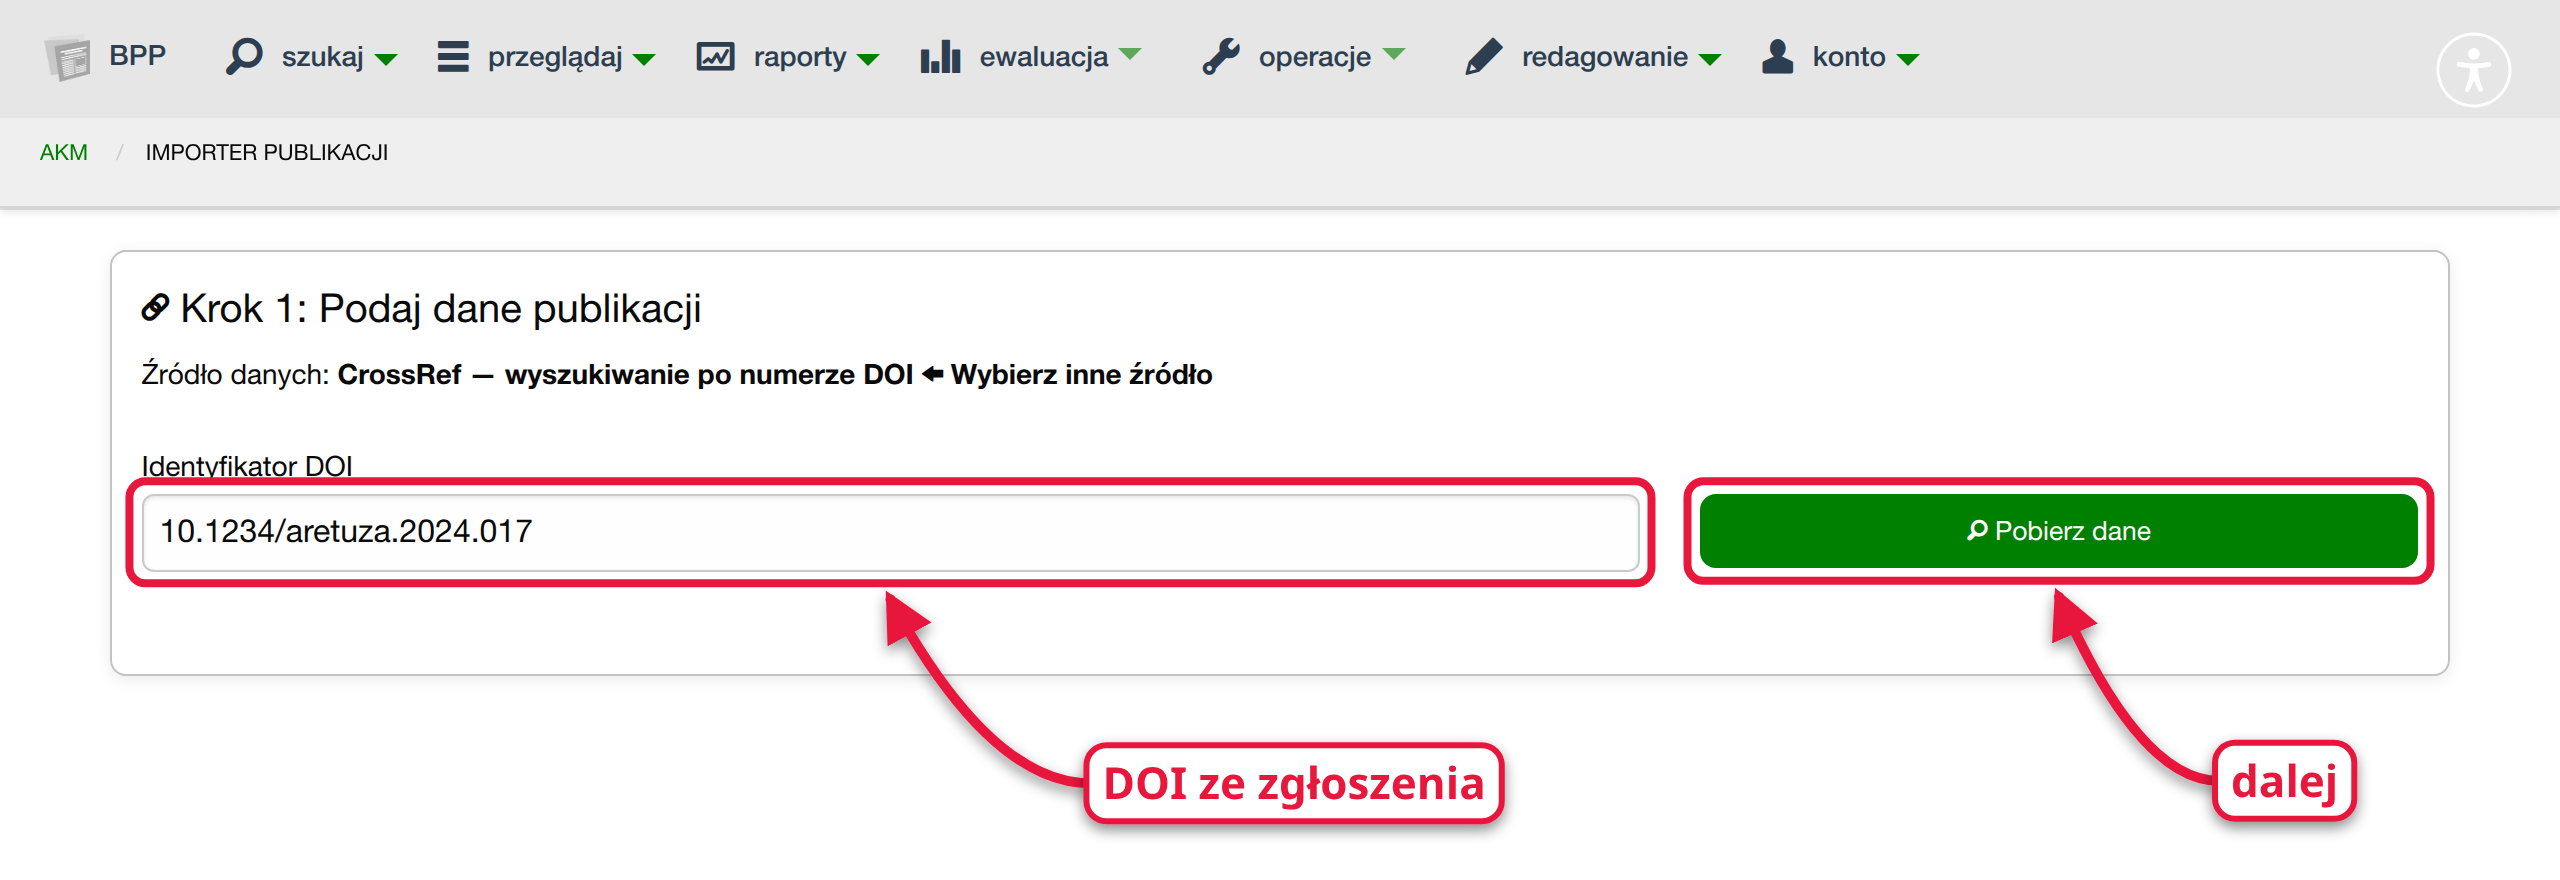 BPP szukaj przeglądaj raporty ewaluacja operacje redagowanie konto
AKM / IMPORTER PUBLIKACJI
Krok 1: Podaj dane publikacji
Źródło danych: CrossRef — wyszukiwanie po numerze DOI Wybierz inne źródło
Identyfikator DOI
10.1234/aretuza.2024.017
Pobierz dane
DOI ze zgłoszenia
dalej